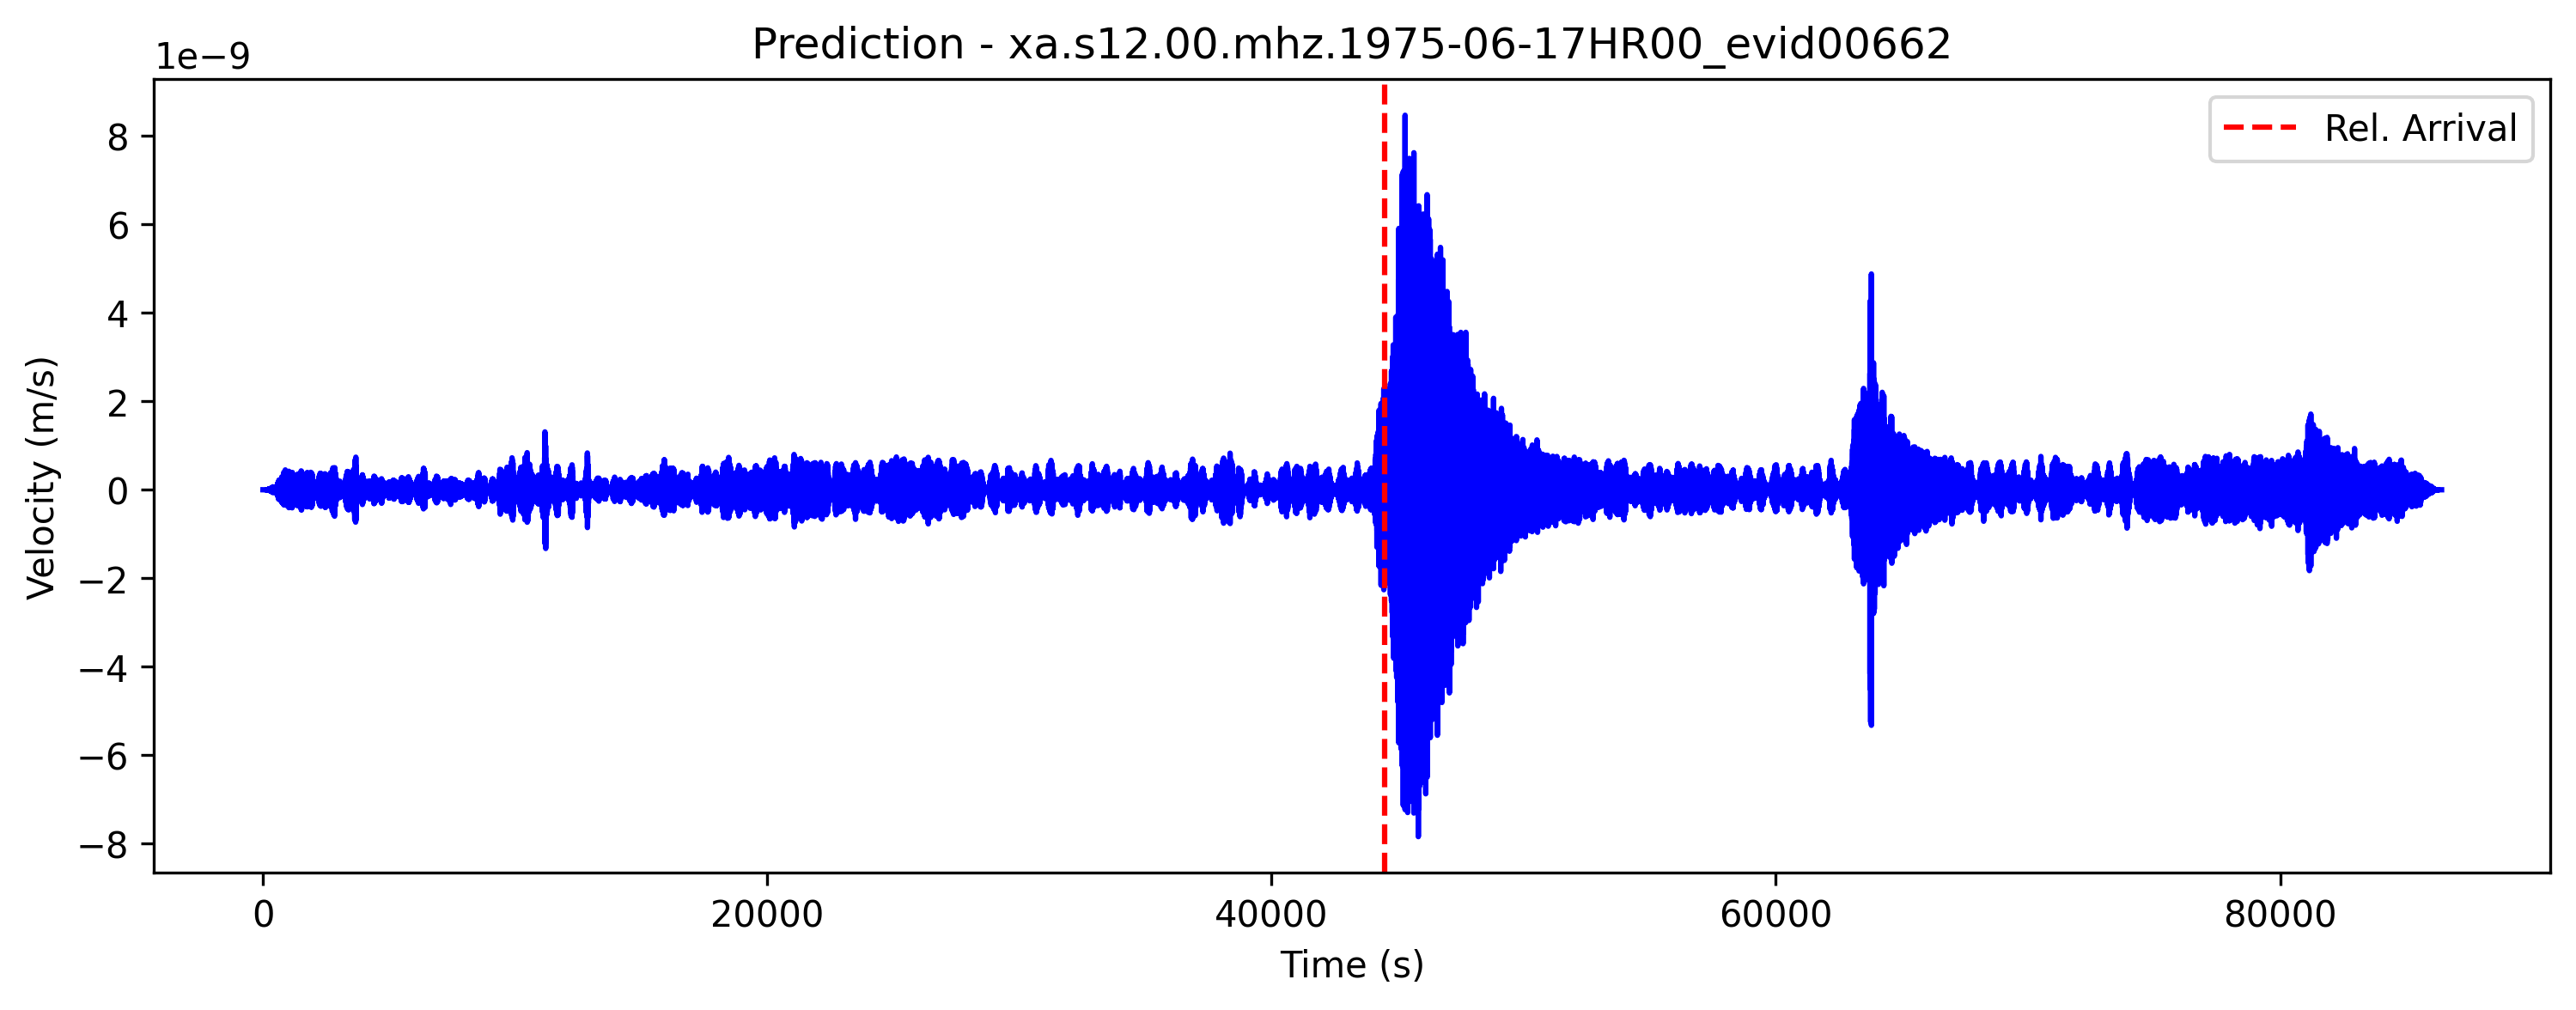 Prediction - xa.s12.00.mhz.1975-06-17HR00_evid00662
1e−9
Rel. Arrival
8
6
4
2
0
−2
−4
−6
−8
Velocity (m/s)
0 20000 40000 60000 80000
Time (s)